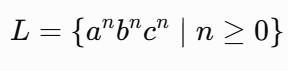 L = {aⁿbⁿcⁿ | n ≥ 0}